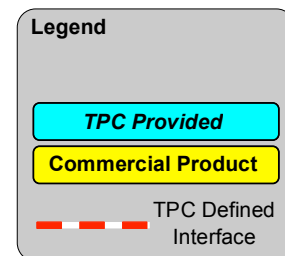 Legend
TPC Provided
Commercial Product
TPC Defined
Interface